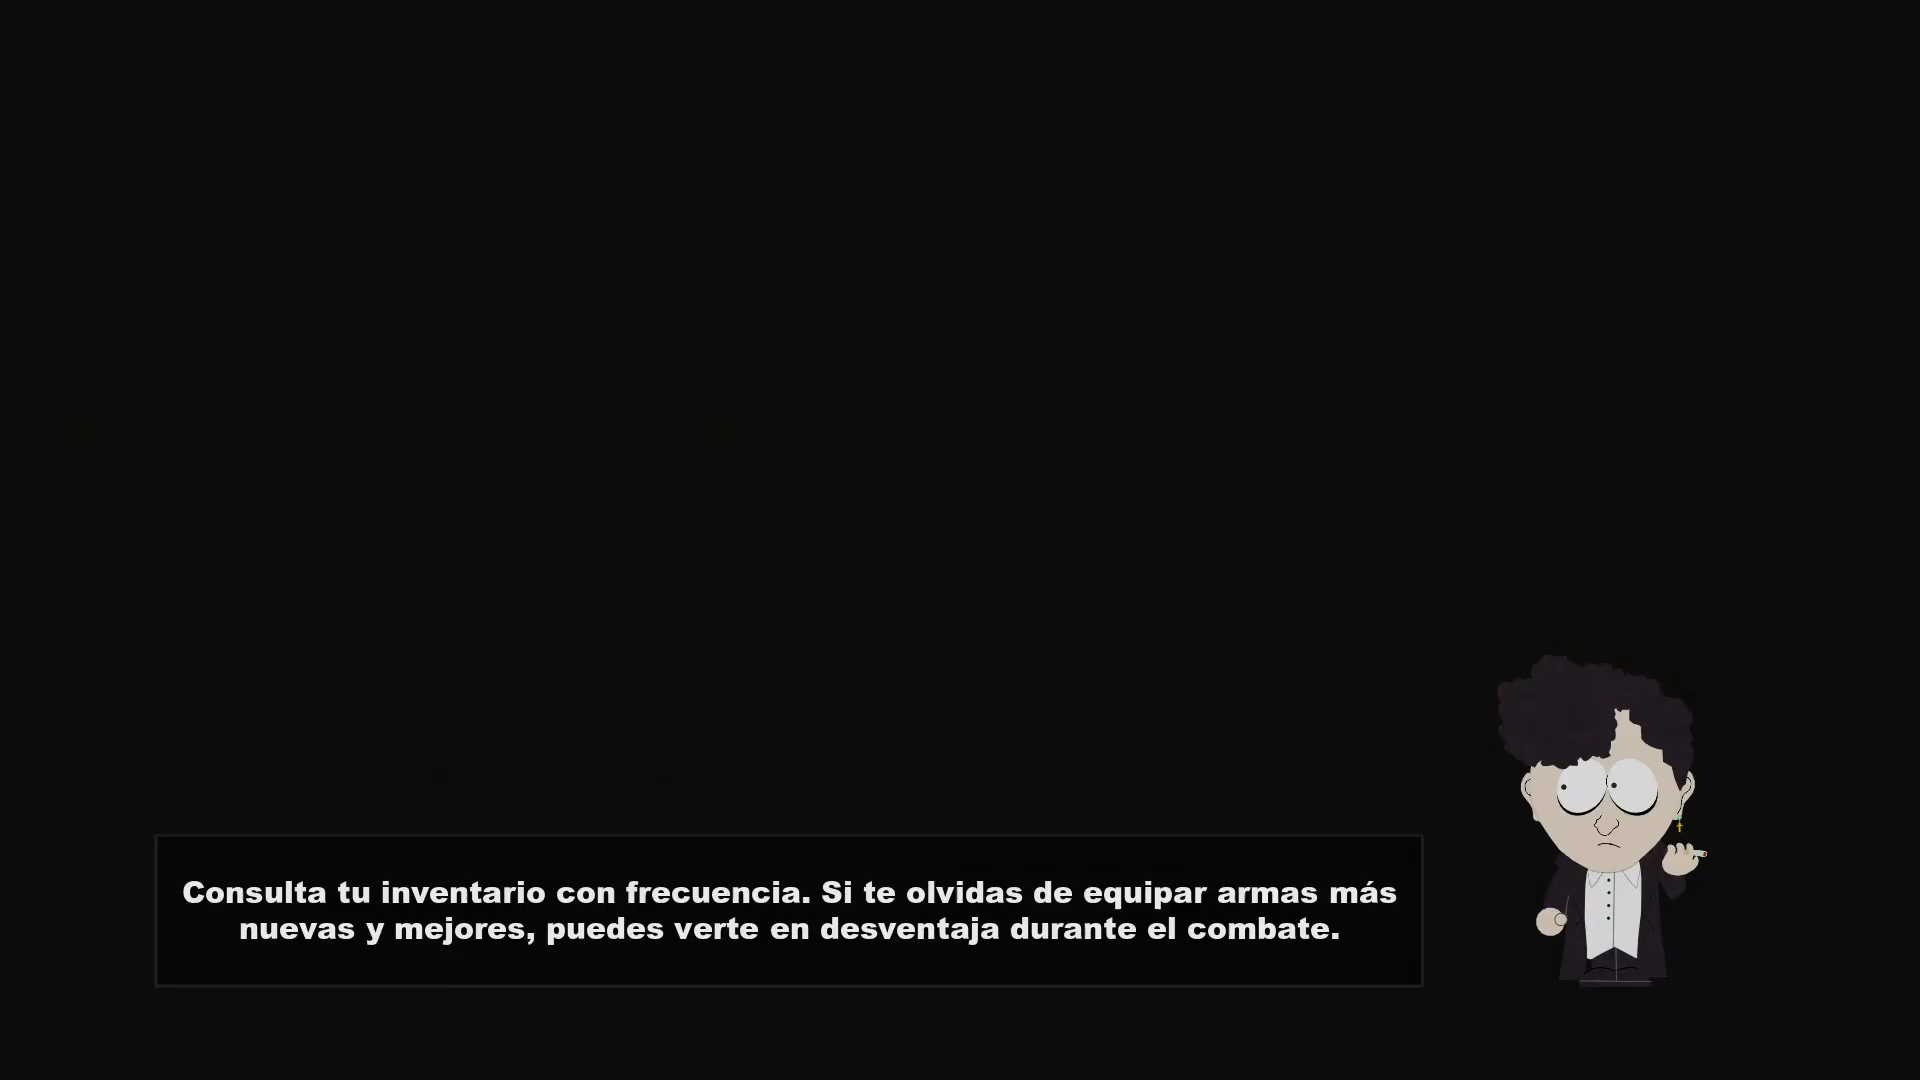 Consulta tu inventario con frecuencia. Si te olvidas de equipar armas más
nuevas y mejores, puedes verte en desventaja durante el combate.